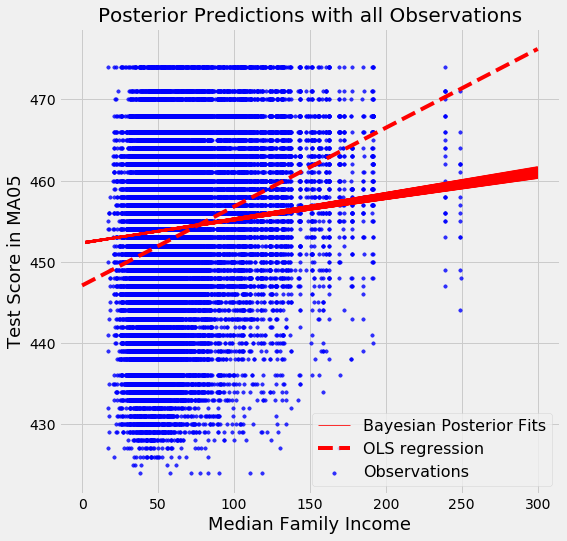 Posterior Predictions with all Observations
Test Score in MA05
470
460
450
440
430
Bayesian Posterior Fits
OLS regression
Observations
0
50
100
150
200
250
300
Median Family Income